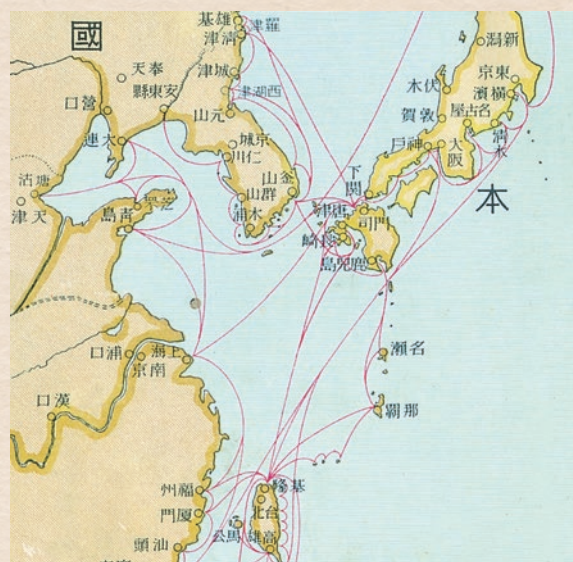 國
雄基
羅津
清津
新潟
城津
奉天
東京
安東縣
西湖津
伏木
橫濱
營口
元山
敦賀
名古屋
大連
京城
仁川
神戶
大阪
清水
塘沽
天津
芝罘
釜山
群山
下關
本
青島
木浦
唐津
門司
長崎
鹿兒島
浦口
上海
南京
名瀨
漢口
那覇
福州
基隆
台北
廈門
馬公
高雄
汕頭